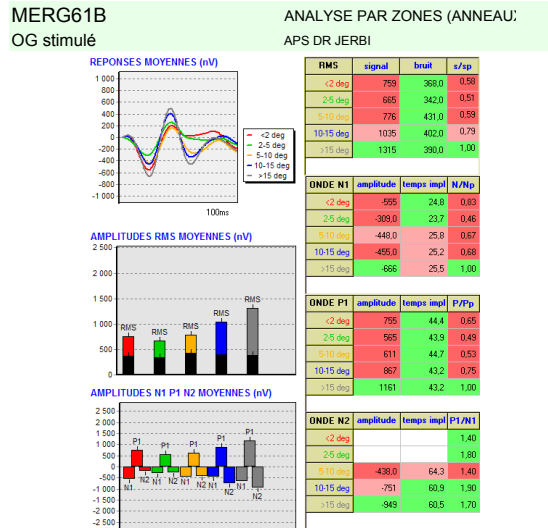 MERG61B ANALYSE PAR ZONES (ANNEAUX
OG stimulé APS DR JERBI
REPONSES MOYENNES (nV)
1 000
800
600
400
200
0
-200
-400
-600
-800
-1 000
100ms
<2 deg
2-5 deg
5-10 deg
10-15 deg
>15 deg
RMS signal bruit s/sp
<2 deg 759 368,0 0,58
2-5 deg 665 342,0 0,51
5-10 deg 776 431,0 0,59
10-15 deg 1035 402,0 0,79
>15 deg 1315 390,0 1,00
ONDE N1 amplitude temps impl N/Np
<2 deg -555 24,8 0,83
2-5 deg -309,0 23,7 0,46
5-10 deg -448,0 25,8 0,67
10-15 deg -455,0 25,2 0,68
>15 deg -666 25,5 1,00
AMPLITUDES RMS MOYENNES (nV)
2 500
2 000
1 500
1 000
500
0
RMS RMS RMS RMS RMS
ONDE P1 amplitude temps impl P/Pp
<2 deg 755 44,4 0,65
2-5 deg 565 43,9 0,49
5-10 deg 611 44,7 0,53
10-15 deg 867 43,2 0,75
>15 deg 1161 43,2 1,00
AMPLITUDES N1 P1 N2 MOYENNES (nV)
2 500
2 000
1 500
1 000
500
0
-500
-1 000
-1 500
-2 000
-2 500
P1 P1 P1 P1 P1
N1 N2 N1 N2 N1 N2 N1 N2 N1 N2
ONDE N2 amplitude temps impl P1/N1
<2 deg 1,40
2-5 deg 1,80
5-10 deg -438,0 64,3 1,40
10-15 deg -751 60,9 1,90
>15 deg -949 60,5 1,70